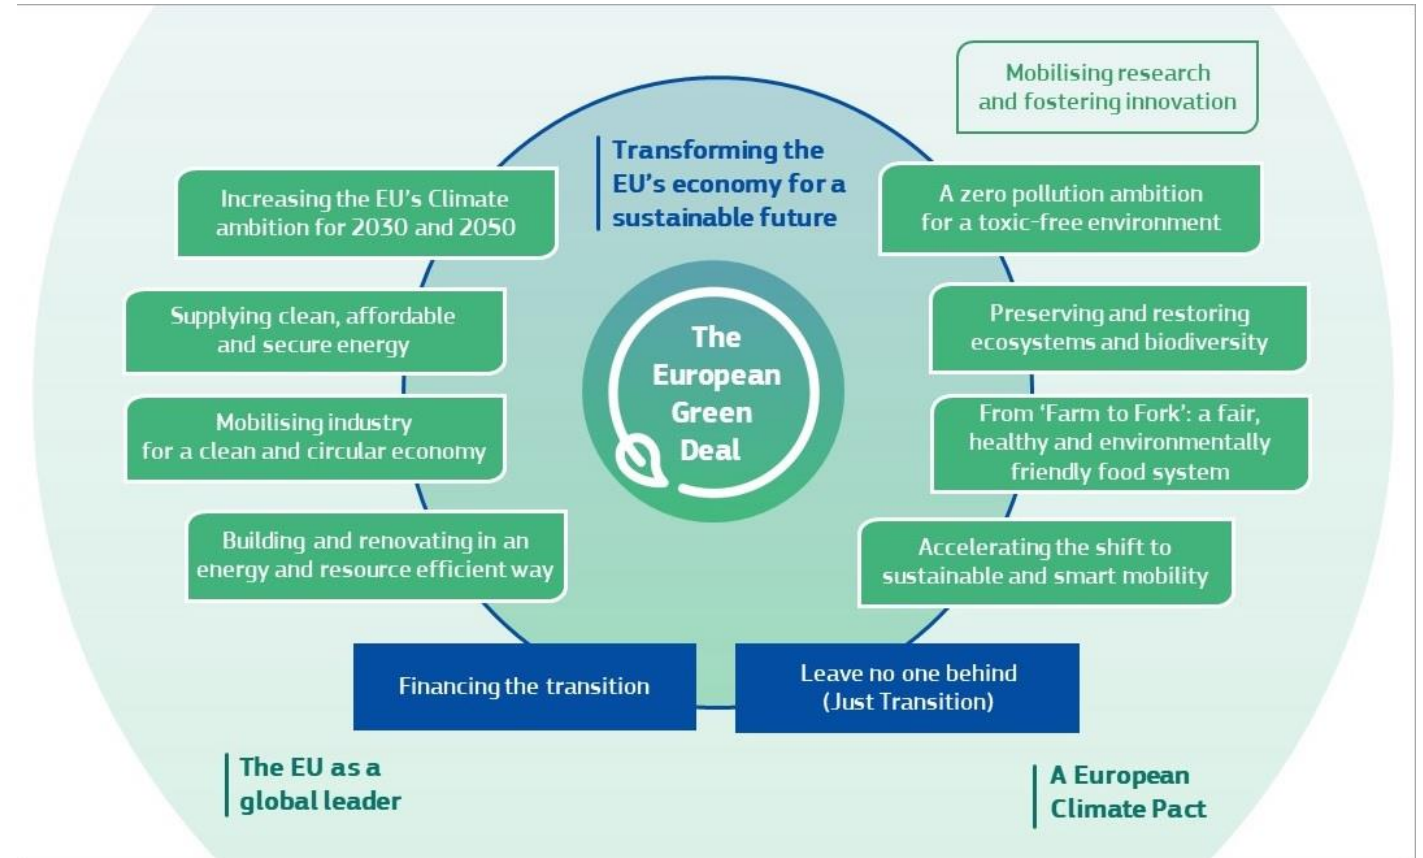 Mobilising research
and fostering innovation
Transforming the
EU's economy for a
sustainable future
Increasing the EU's Climate
ambition for 2030 and 2050
A zero pollution ambition
for a toxic-free environment
Supplying clean, affordable
and secure energy
Preserving and restoring
ecosystems and biodiversity
The
European
Green
Deal
Mobilising industry
for a clean and circular economy
From ‘Farm to Fork’: a fair,
healthy and environmentally
friendly food system
Building and renovating in an
energy and resource efficient way
Accelerating the shift to
sustainable and smart mobility
Financing the transition
Leave no one behind
(Just Transition)
The EU as a
global leader
A European
Climate Pact